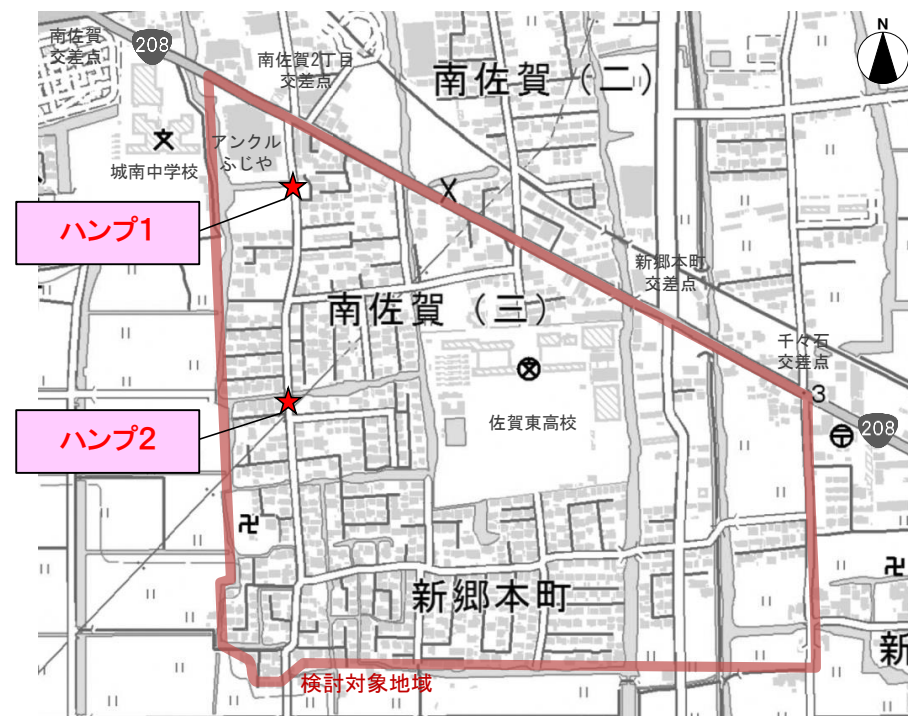 南佐賀
交差点
208
南佐賀2丁目
交差点
南佐賀(二)
N
アンクル
ふじや
城南中学校
ハンプ1
新郷本町
交差点
南佐賀(三)
千々石
交差点
3
208
佐賀東高校
ハンプ2
新郷本町
新
検討対象地域